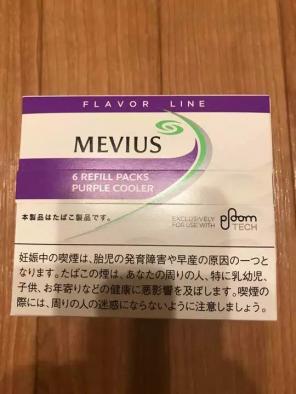 FLAVOR LINE
MEVIUS
6 REFILL PACKS
PURPLE COOLER
本製品はたばこ製品です。
EXCLUSIVELY
FOR USE WITH
Ploom
TECH
妊娠中の喫煙は、胎児の発育障害や早産の原因の一つと
なります。たばこの煙は、あなたの周りの人、特に乳幼児、
子供、お年寄りなどの健康に悪影響を及ぼします。喫煙の
際には、周りの人の迷惑にならないように注意しましょう。